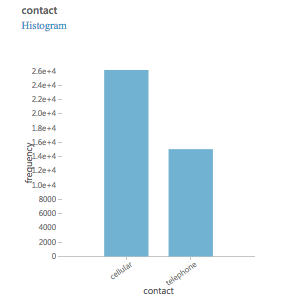 contact
Histogram
2.6e+4
2.4e+4
2.2e+4
2.0e+4
1.8e+4
1.6e+4
1.4e+4
1.2e+4
1.0e+4
8000
6000
4000
2000
0
frequency
cellular
telephone
contact